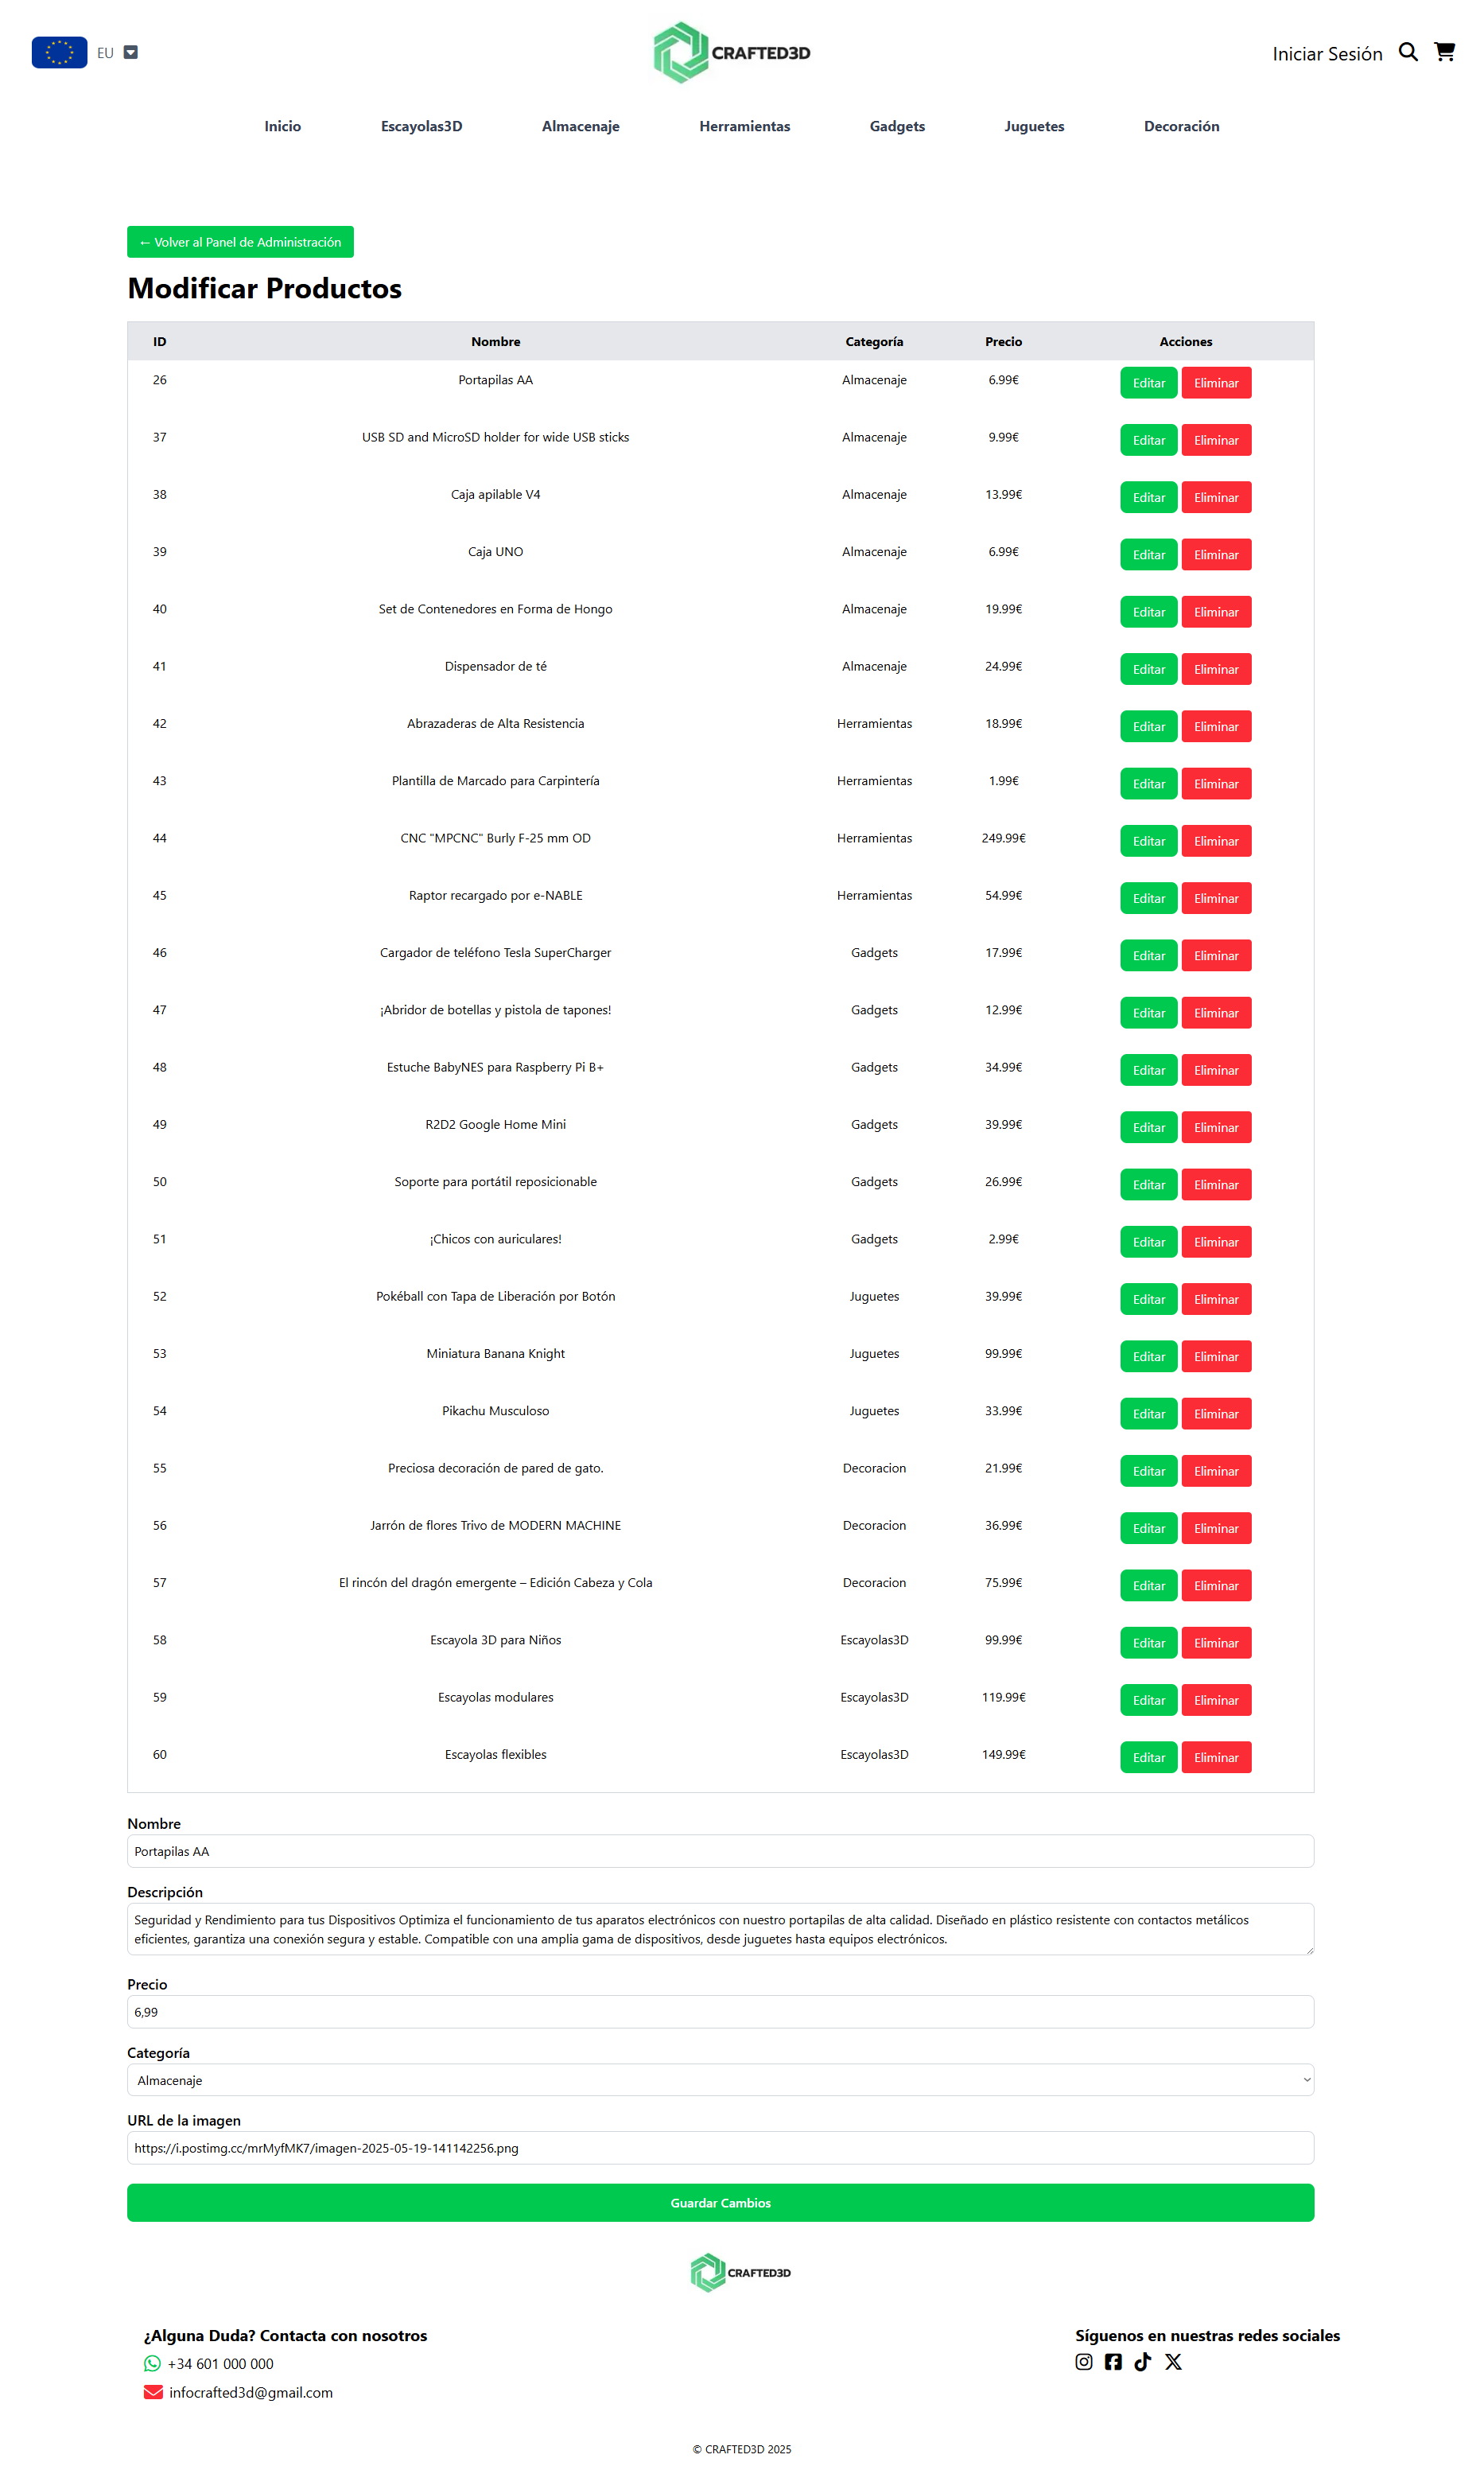 EU
CRAFTED3D
Iniciar Sesión
Inicio Escayolas3D Almacenaje Herramientas Gadgets Juguetes Decoración
← Volver al Panel de Administración
Modificar Productos
ID Nombre Categoría Precio Acciones
26 Portapilas AA Almacenaje 6.99€ Editar Eliminar
37 USB SD and MicroSD holder for wide USB sticks Almacenaje 9.99€ Editar Eliminar
38 Caja apilable V4 Almacenaje 13.99€ Editar Eliminar
39 Caja UNO Almacenaje 6.99€ Editar Eliminar
40 Set de Contenedores en Forma de Hongo Almacenaje 19.99€ Editar Eliminar
41 Dispensador de té Almacenaje 24.99€ Editar Eliminar
42 Abrazaderas de Alta Resistencia Herramientas 18.99€ Editar Eliminar
43 Plantilla de Marcado para Carpintería Herramientas 1.99€ Editar Eliminar
44 CNC "MPCNC" Burly F-25 mm OD Herramientas 249.99€ Editar Eliminar
45 Raptor recargado por e-NABLE Herramientas 54.99€ Editar Eliminar
46 Cargador de teléfono Tesla SuperCharger Gadgets 17.99€ Editar Eliminar
47 ¡Abridor de botellas y pistola de tapones! Gadgets 12.99€ Editar Eliminar
48 Estuche BabyNES para Raspberry Pi B+ Gadgets 34.99€ Editar Eliminar
49 R2D2 Google Home Mini Gadgets 39.99€ Editar Eliminar
50 Soporte para portátil reposicionable Gadgets 26.99€ Editar Eliminar
51 ¡Chicos con auriculares! Gadgets 2.99€ Editar Eliminar
52 Pokéball con Tapa de Liberación por Botón Juguetes 39.99€ Editar Eliminar
53 Miniatura Banana Knight Juguetes 99.99€ Editar Eliminar
54 Pikachu Musculoso Juguetes 33.99€ Editar Eliminar
55 Preciosa decoración de pared de gato. Decoracion 21.99€ Editar Eliminar
56 Jarrón de flores Trivo de MODERN MACHINE Decoracion 36.99€ Editar Eliminar
57 El rincón del dragón emergente – Edición Cabeza y Cola Decoracion 75.99€ Editar Eliminar
58 Escayola 3D para Niños Escayolas3D 99.99€ Editar Eliminar
59 Escayolas modulares Escayolas3D 119.99€ Editar Eliminar
60 Escayolas flexibles Escayolas3D 149.99€ Editar Eliminar
Nombre
Portapilas AA
Descripción
Seguridad y Rendimiento para tus Dispositivos Optimiza el funcionamiento de tus aparatos electrónicos con nuestro portapilas de alta calidad. Diseñado en plástico resistente con contactos metálicos
eficientes, garantiza una conexión segura y estable. Compatible con una amplia gama de dispositivos, desde juguetes hasta equipos electrónicos.
Precio
6,99
Categoría
Almacenaje
URL de la imagen
https://i.postimg.cc/mrMyfMK7/imagen-2025-05-19-141142256.png
Guardar Cambios
CRAFTED3D
¿Alguna Duda? Contacta con nosotros
+34 601 000 000
infocrafted3d@gmail.com
Síguenos en nuestras redes sociales
© CRAFTED3D 2025